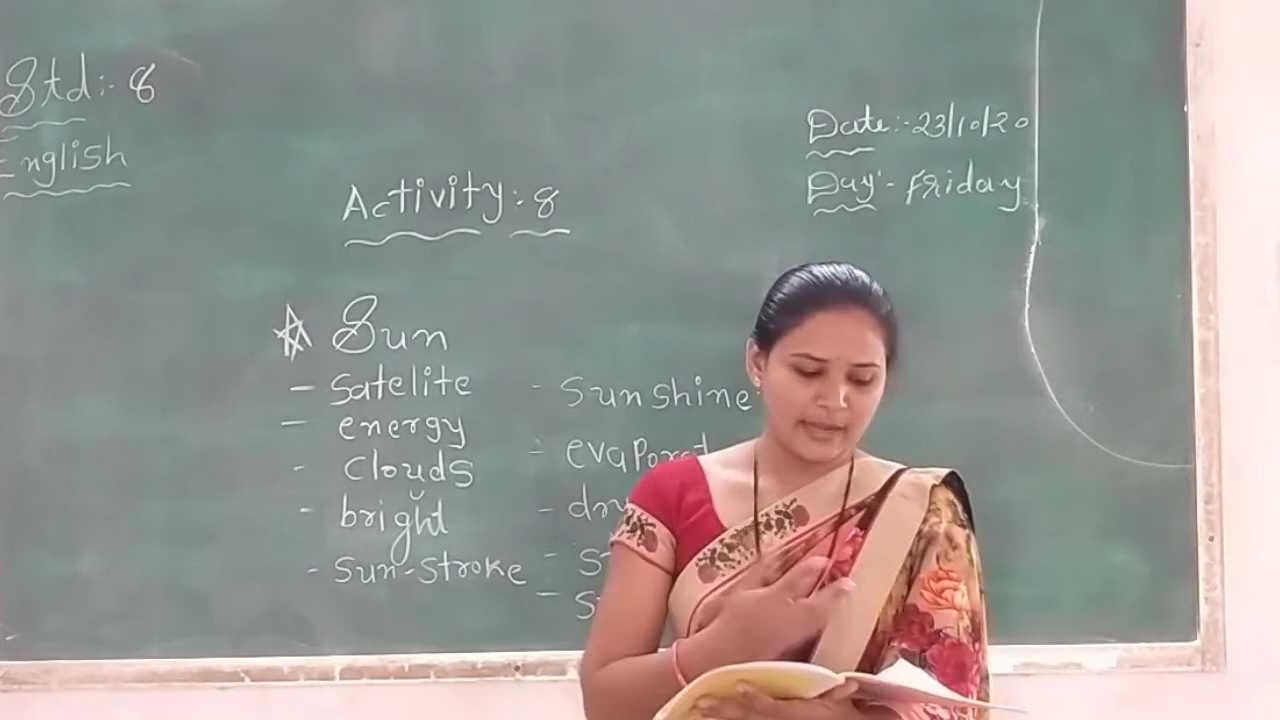 Std:- 8
English
Date:- 23/10/20
Day:- Friday
Activity:- 8
☆ Sun
- Satelite
- energy
- Clouds
- bright
- Sun-Stroke
- Sunshine